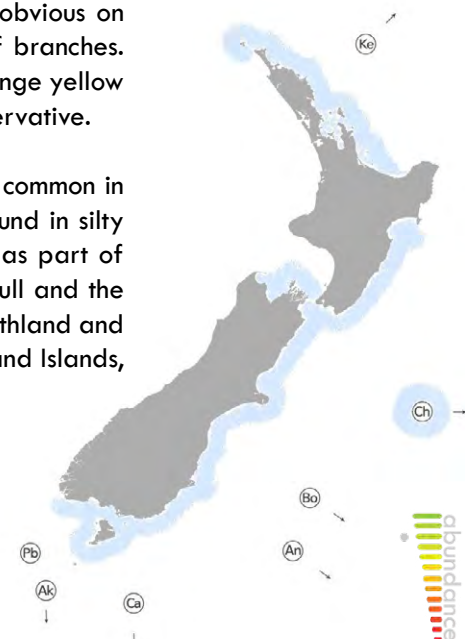 obvious on
f branches.
nge yellow
ervative.
common in
und in silty
as part of
ull and the
thland and
and Islands,
Ke
Ch
Bo
An
Pb
Ak
Ca
abundance